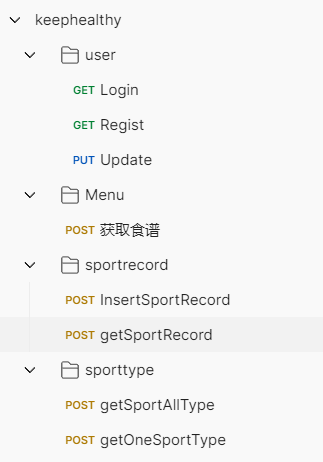 keephealthy
user
GET Login
GET Regist
PUT Update
Menu
POST 获取食谱
sportrecord
POST InsertSportRecord
POST getSportRecord
sporttype
POST getSportAllType
POST getOneSportType